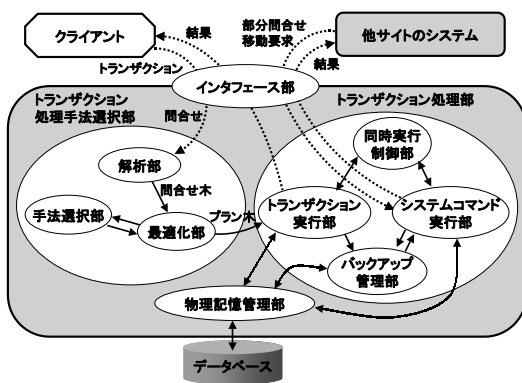 クライアント
結果
トランザクション
部分問合せ
移動要求
結果
他サイトのシステム
インタフェース部
トランザクション
処理手法選択部
問合せ
トランザクション処理部
解析部
問合せ木
手法選択部
最適化部
プラン木
同時実行
制御部
トランザクション
実行部
システムコマンド
実行部
バックアップ
管理部
物理記憶管理部
データベース